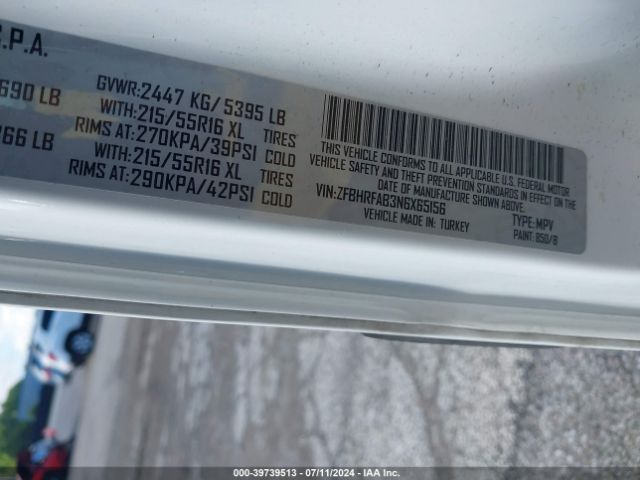 S.P.A.
690 LB
GVWR:2447 KG/ 5395 LB
WITH:215/55R16 XL TIRES
RIMS AT:270KPA/39PSI COLD
266 LB
WITH:215/55R16 XL TIRES
RIMS AT:290KPA/42PSI COLD
THIS VEHICLE CONFORMS TO ALL APPLICABLE U.S. FEDERAL MOTOR
VEHICLE SAFETY AND THEFT PREVENTION STANDARDS IN EFFECT ON THE
DATE OF MANUFACTURE SHOWN ABOVE.
VIN:ZFBHRFAB3N6X65156 TYPE: MPV
VEHICLE MADE IN: TURKEY PAINT: 250/B
000-39739513 - 07/11/2024 - IAA Inc.